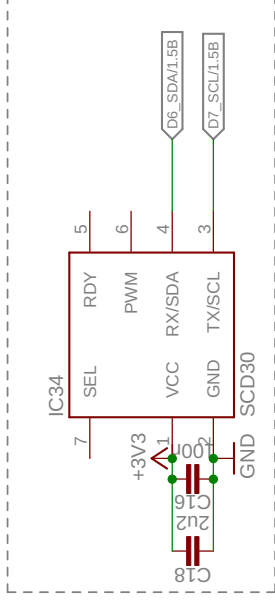 D6_SDA/1.5B
D7_SCL/1.5B
5
6
4
3
RDY
PWM
RX/SDA
TX/SCL
SEL
VCC
GND
IC34
SCD30
7
1
2
+3V3
100n
GND
C16
2u2
C18